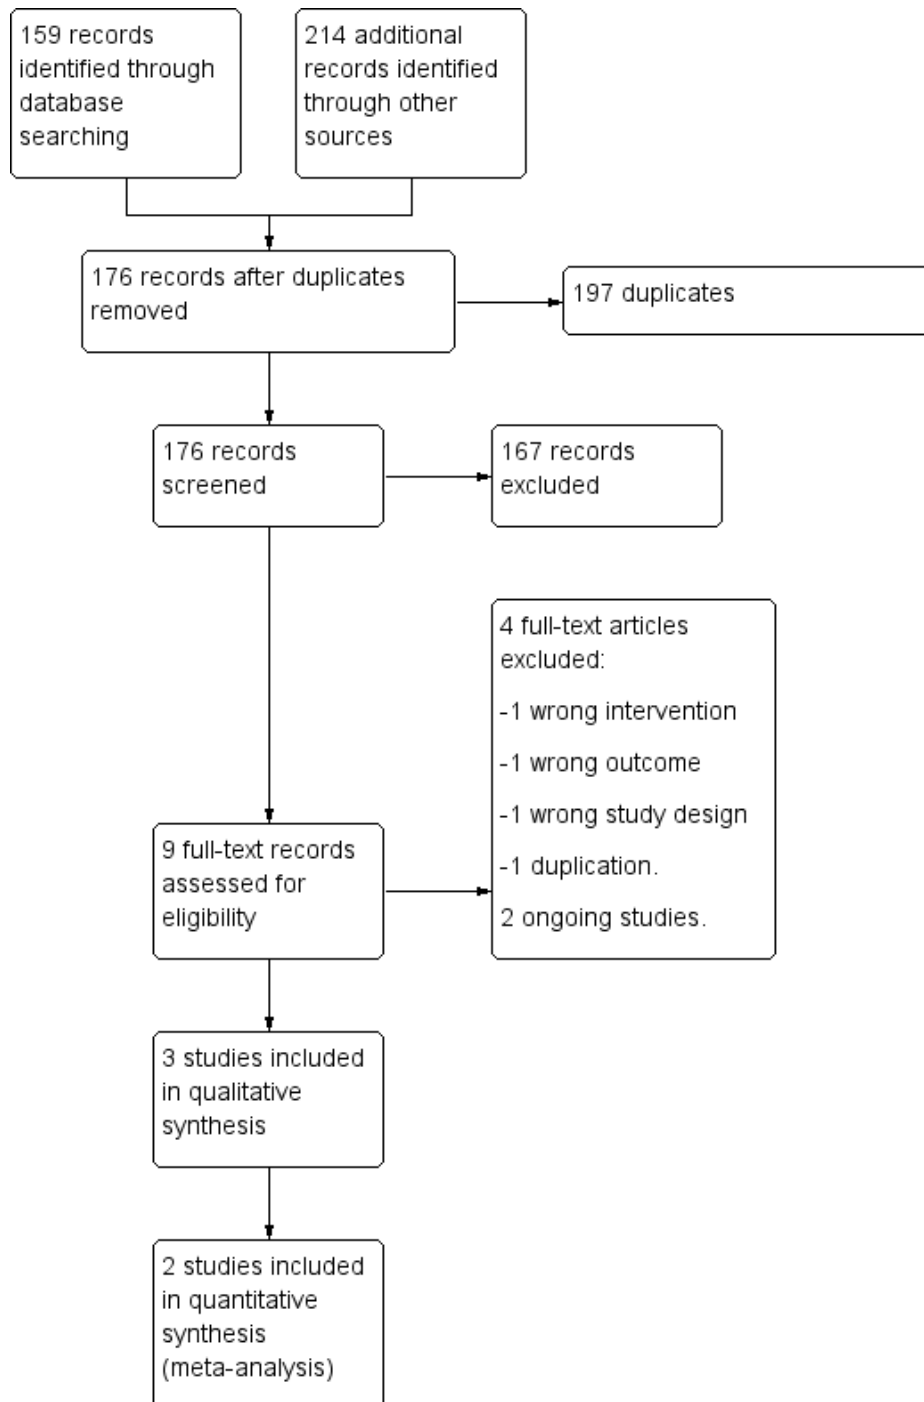 159 records
identified through
database
searching
214 additional
records identified
through other
sources
176 records after duplicates
removed
197 duplicates
176 records
screened
167 records
excluded
4 full-text articles
excluded:
-1 wrong intervention
-1 wrong outcome
-1 wrong study design
-1 duplication.
2 ongoing studies.
9 full-text records
assessed for
eligibility
3 studies included
in qualitative
synthesis
2 studies included
in quantitative
synthesis
(meta-analysis)